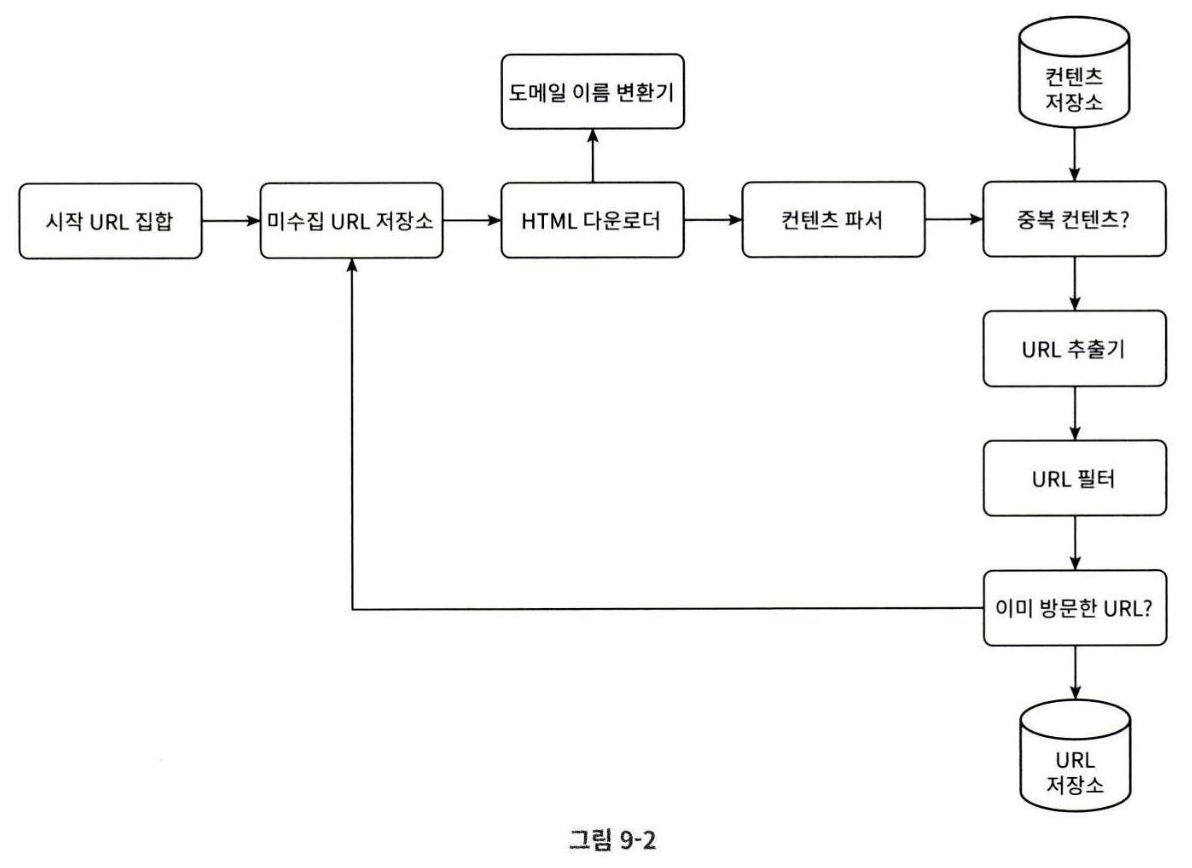 컨텐츠
저장소
도메일 이름 변환기
시작 URL 집합
미수집 URL 저장소
HTML 다운로더
컨텐츠 파서
중복 컨텐츠?
URL 추출기
URL 필터
이미 방문한 URL?
URL
저장소
그림 9-2